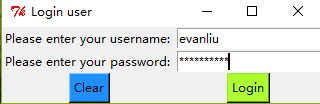 Login user
Please enter your username: evanliu
Please enter your password: **********
Clear Login